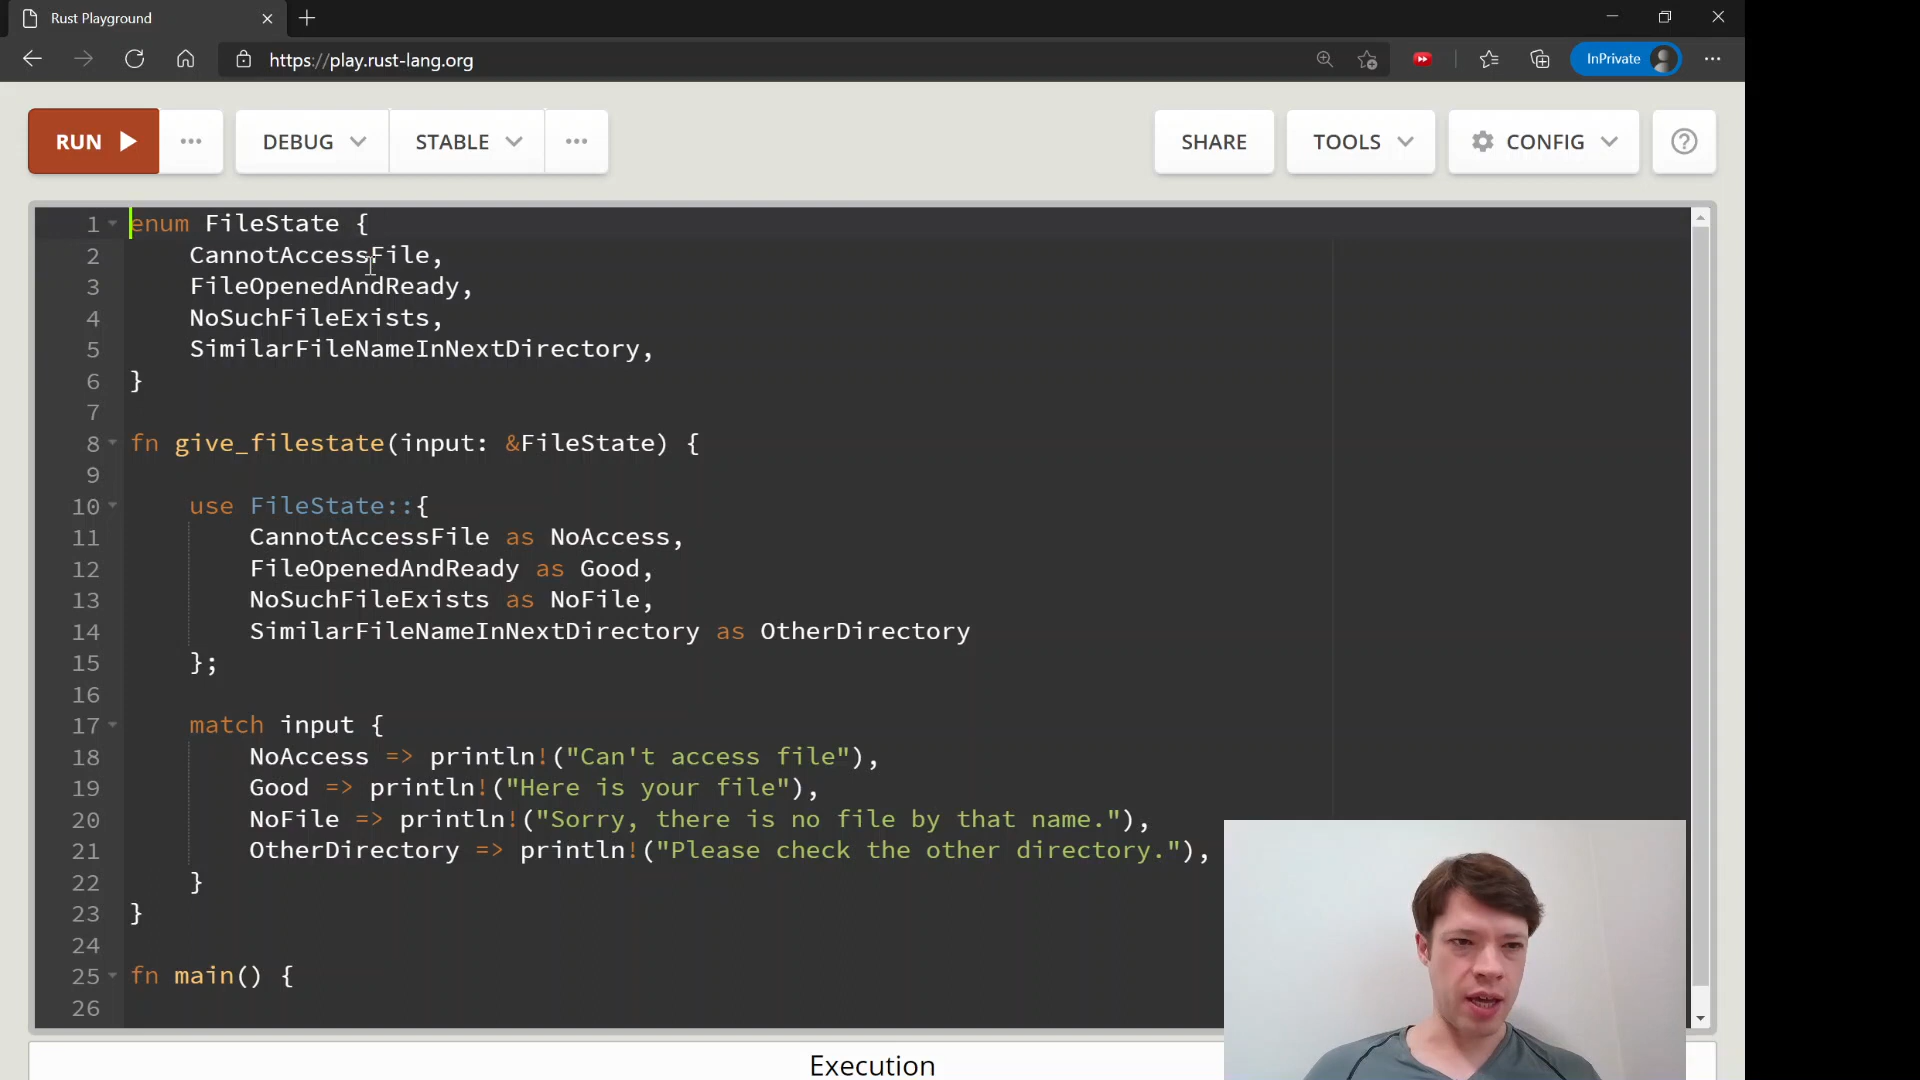 Rust Playground
https://play.rust-lang.org
InPrivate
RUN
DEBUG
STABLE
SHARE
TOOLS
CONFIG
1 enum FileState {
2 CannotAccessFile,
3 FileOpenedAndReady,
4 NoSuchFileExists,
5 SimilarFileNameInNextDirectory,
6 }
7
8 fn give_filestate(input: &FileState) {
9
10 use FileState::{
11 CannotAccessFile as NoAccess,
12 FileOpenedAndReady as Good,
13 NoSuchFileExists as NoFile,
14 SimilarFileNameInNextDirectory as OtherDirectory
15 };
16
17 match input {
18 NoAccess => println!("Can't access file"),
19 Good => println!("Here is your file"),
20 NoFile => println!("Sorry, there is no file by that name."),
21 OtherDirectory => println!("Please check the other directory."),
22 }
23 }
24
25 fn main() {
26
Execution